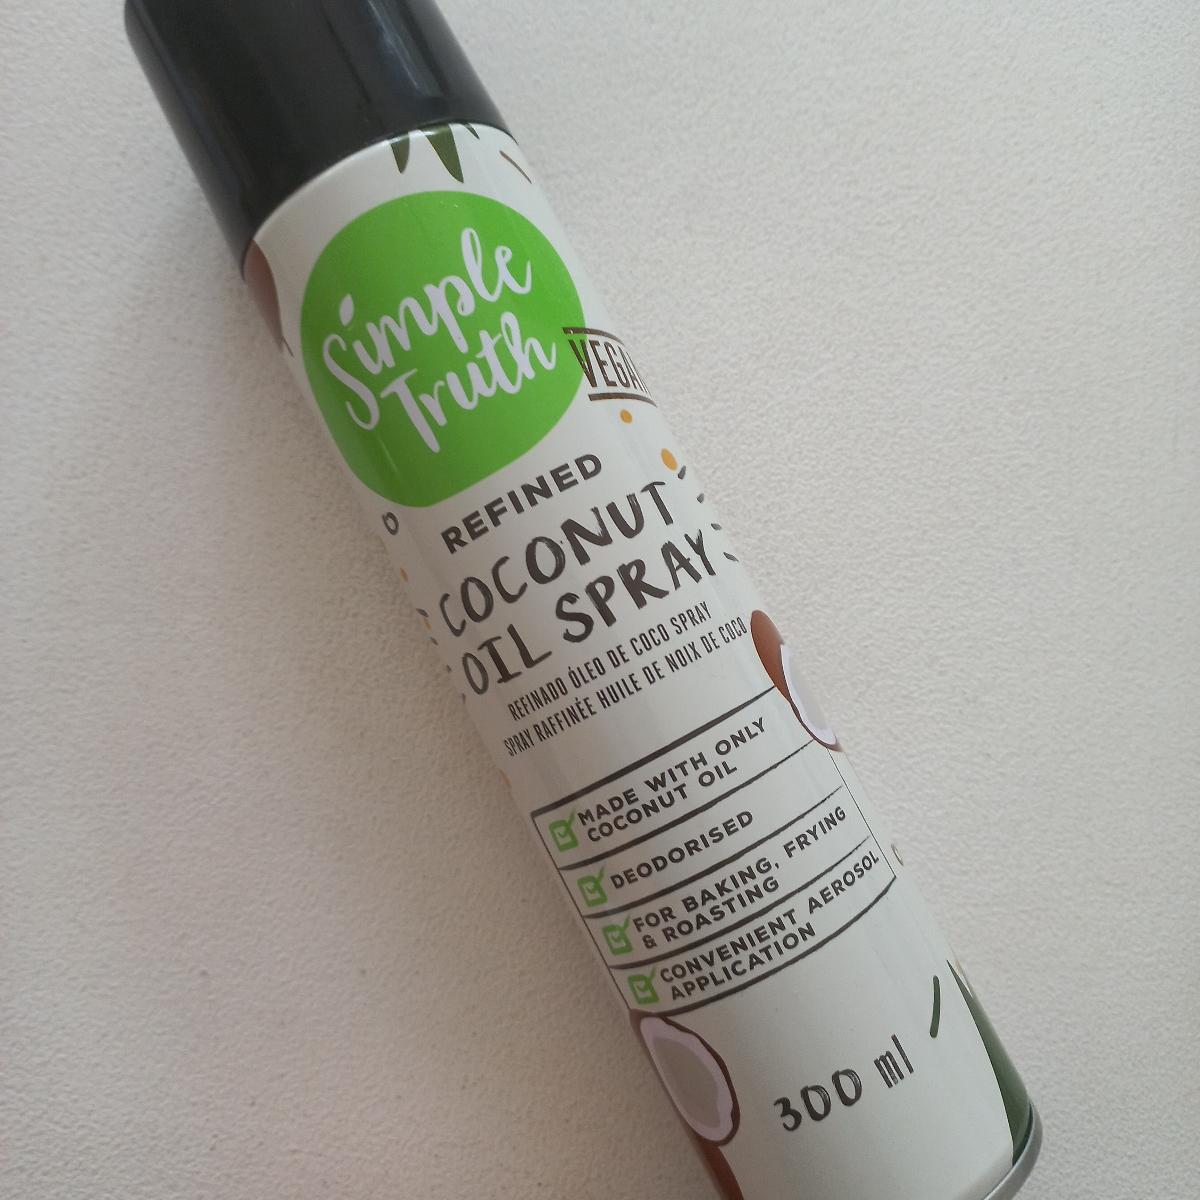 Simple
Truth
VEGAN
REFINED
COCONUT
OIL SPRAY
REFINADO ÓLEO DE COCO SPRAY
SPRAY RAFFINÉE HUILE DE NOIX DE COCO
MADE WITH ONLY
COCONUT OIL
DEODORISED
FOR BAKING, FRYING
& ROASTING
CONVENIENT AEROSOL
APPLICATION
300 ml